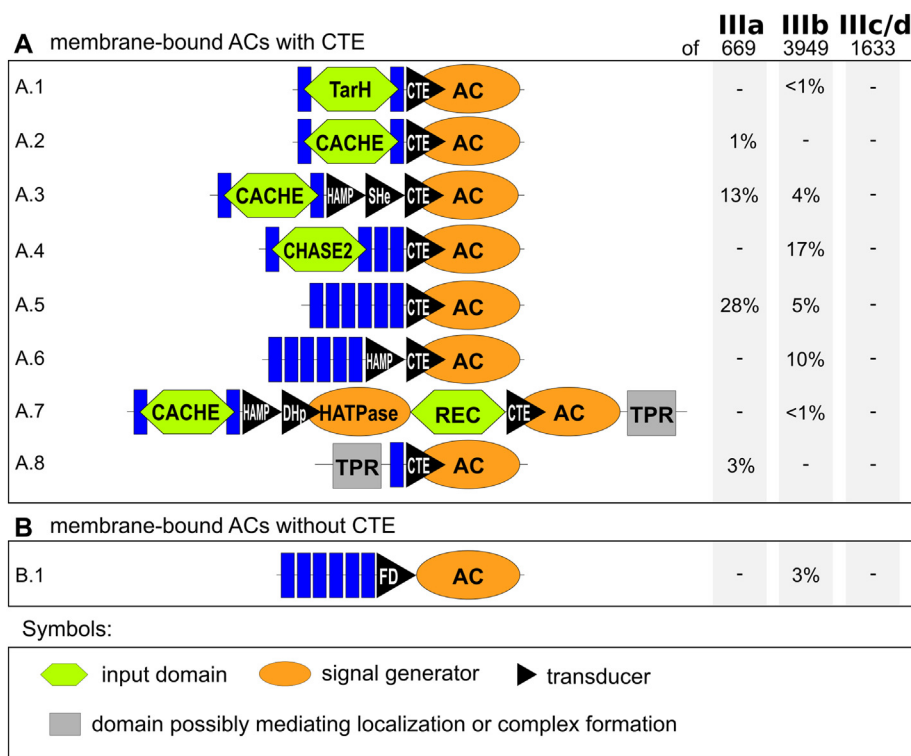 IIIa IIIb IIIc/d
A membrane-bound ACs with CTE of 669 3949 1633
A.1 TarH CTE AC - <1% -
A.2 CACHE CTE AC 1% - -
A.3 CACHE HAMP SHe CTE AC 13% 4% -
A.4 CHASE2 CTE AC - 17% -
A.5 CTE AC 28% 5% -
A.6 HAMP CTE AC - 10% -
A.7 CACHE HAMP DHp HATPase REC CTE AC TPR - <1% -
A.8 TPR CTE AC 3% - -
B membrane-bound ACs without CTE
B.1 FD AC - 3% -
Symbols:
input domain signal generator transducer
domain possibly mediating localization or complex formation